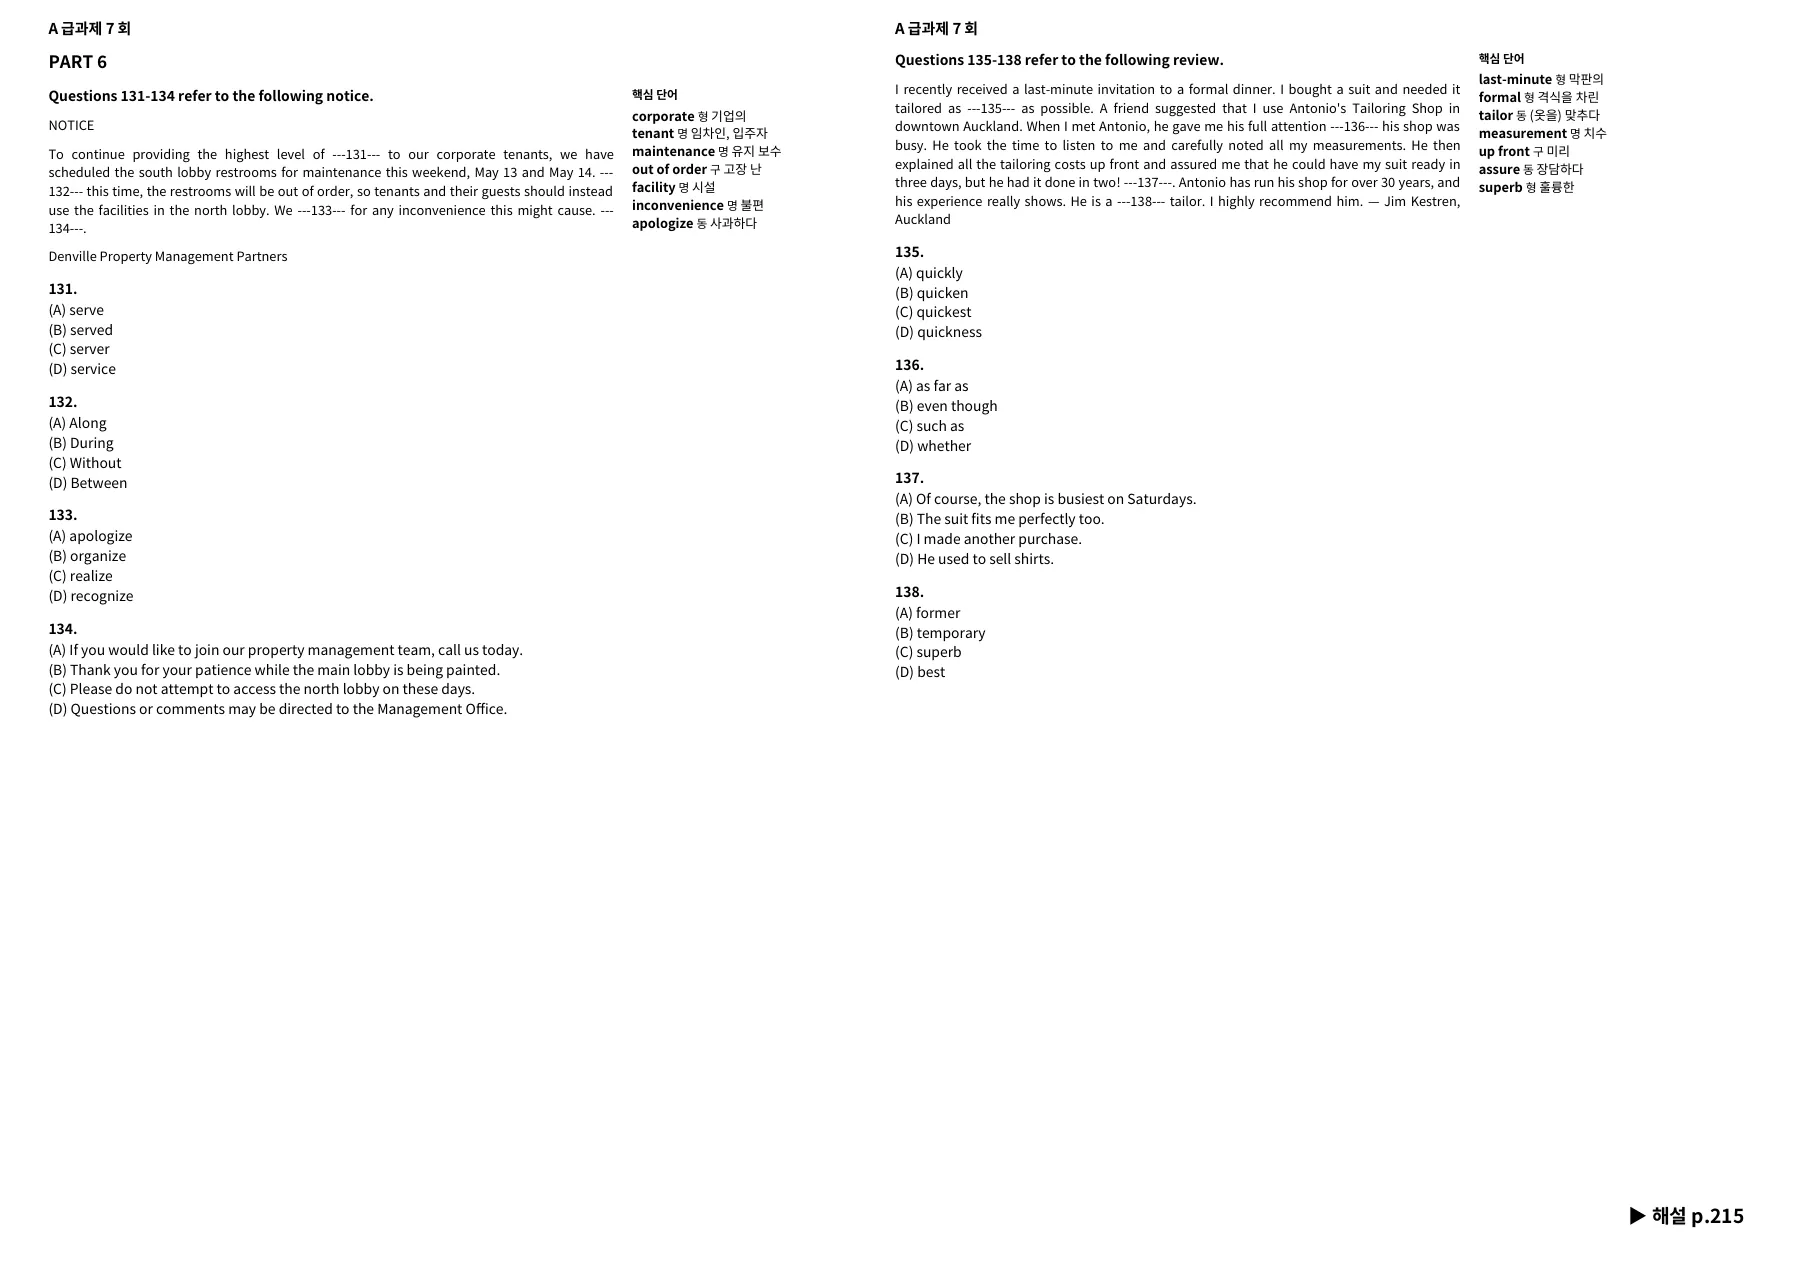 A 급과제 7 회
PART 6
Questions 131-134 refer to the following notice.
NOTICE
To continue providing the highest level of ---131--- to our corporate tenants, we have
scheduled the south lobby restrooms for maintenance this weekend, May 13 and May 14. ---
132--- this time, the restrooms will be out of order, so tenants and their guests should instead
use the facilities in the north lobby. We ---133--- for any inconvenience this might cause. ---
134---.
Denville Property Management Partners
핵심 단어
corporate 형 기업의
tenant 명 임차인, 입주자
maintenance 명 유지 보수
out of order 구 고장 난
facility 명 시설
inconvenience 명 불편
apologize 동 사과하다
131.
(A) serve
(B) served
(C) server
(D) service
132.
(A) Along
(B) During
(C) Without
(D) Between
133.
(A) apologize
(B) organize
(C) realize
(D) recognize
134.
(A) If you would like to join our property management team, call us today.
(B) Thank you for your patience while the main lobby is being painted.
(C) Please do not attempt to access the north lobby on these days.
(D) Questions or comments may be directed to the Management Office.
A 급과제 7 회
Questions 135-138 refer to the following review.
I recently received a last-minute invitation to a formal dinner. I bought a suit and needed it
tailored as ---135--- as possible. A friend suggested that I use Antonio's Tailoring Shop in
downtown Auckland. When I met Antonio, he gave me his full attention ---136--- his shop was
busy. He took the time to listen to me and carefully noted all my measurements. He then
explained all the tailoring costs up front and assured me that he could have my suit ready in
three days, but he had it done in two! ---137---. Antonio has run his shop for over 30 years, and
his experience really shows. He is a ---138--- tailor. I highly recommend him. — Jim Kestren,
Auckland
핵심 단어
last-minute 형 막판의
formal 형 격식을 차린
tailor 동 (옷을) 맞추다
measurement 명 치수
up front 구 미리
assure 동 장담하다
superb 형 훌륭한
135.
(A) quickly
(B) quicken
(C) quickest
(D) quickness
136.
(A) as far as
(B) even though
(C) such as
(D) whether
137.
(A) Of course, the shop is busiest on Saturdays.
(B) The suit fits me perfectly too.
(C) I made another purchase.
(D) He used to sell shirts.
138.
(A) former
(B) temporary
(C) superb
(D) best
▶ 해설 p.215